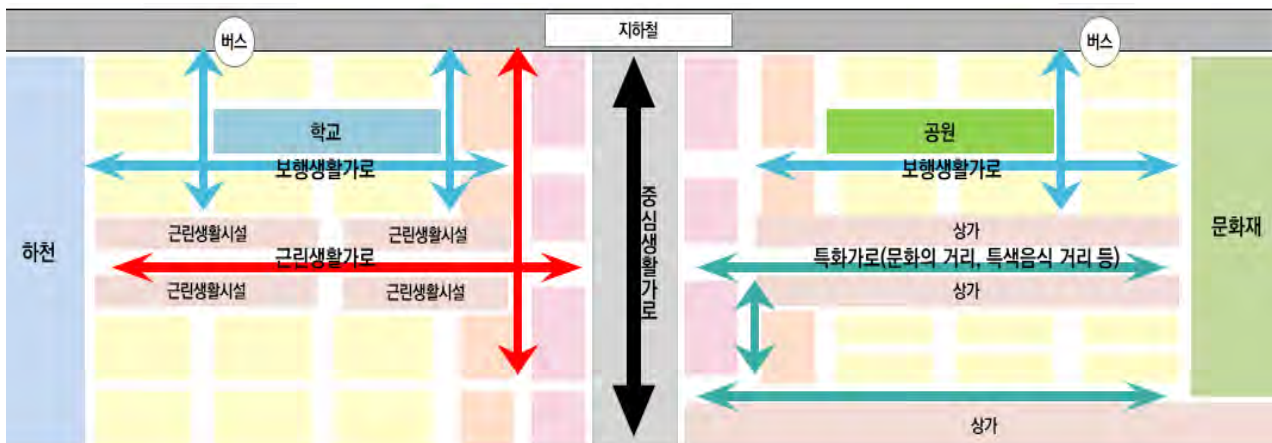 지하철
버스
버스
학교
공원
보행생활가로
보행생활가로
하천
근린생활시설
근린생활시설
중심생활가로
상가
문화재
근린생활가로
특화가로(문화의 거리, 특색음식 거리 등)
근린생활시설
근린생활시설
상가
상가